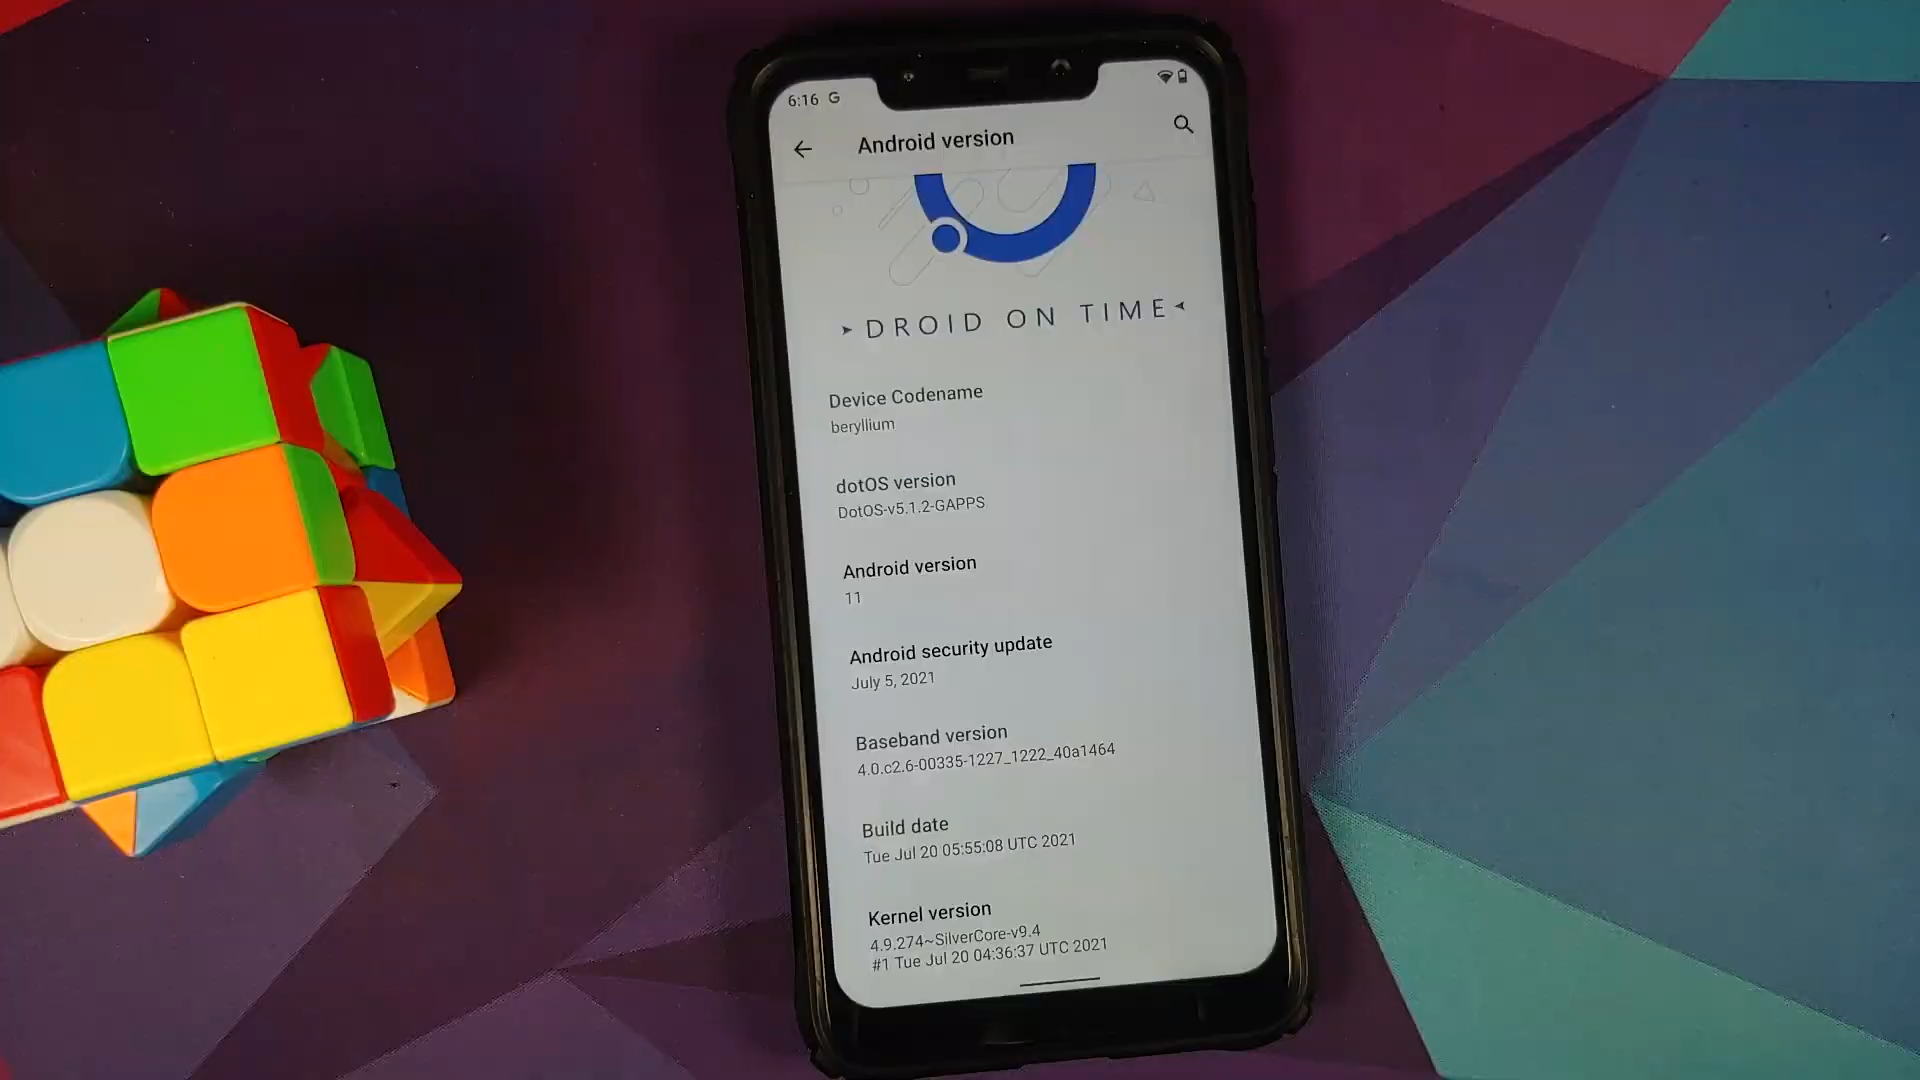 6:16 G
Android version
DROID ON TIME
Device Codename
beryllium
dotOS version
DotOS-v5.1.2-GAPPS
Android version
11
Android security update
July 5, 2021
Baseband version
4.0.c2.6-00335-1227_1222_40a1464
Build date
Tue Jul 20 05:55:08 UTC 2021
Kernel version
4.9.274~SilverCore-v9.4
#1 Tue Jul 20 04:36:37 UTC 2021